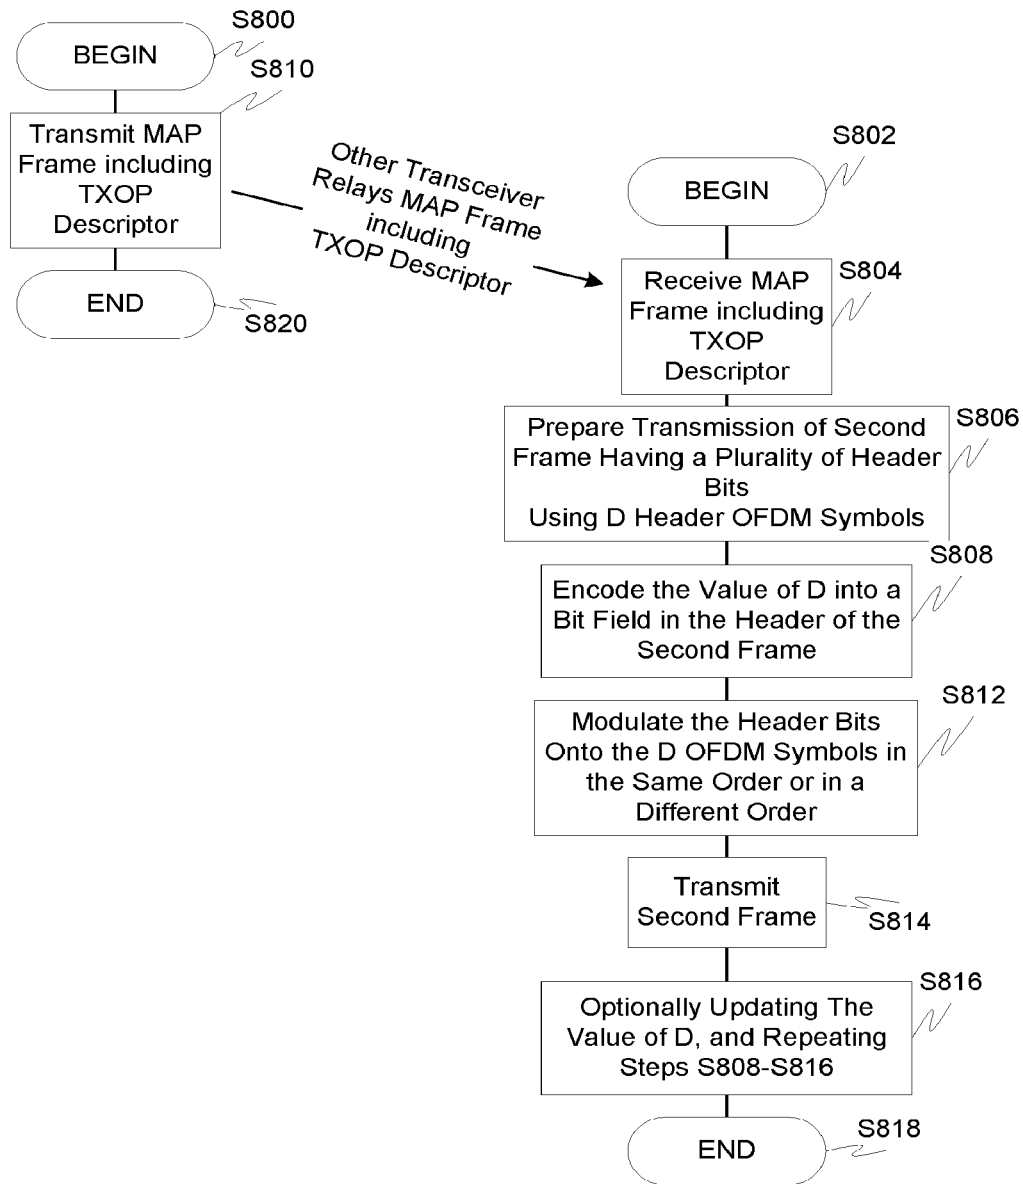 S800
BEGIN
S810
Transmit MAP
Frame including
TXOP
Descriptor
END
S820
Other Transceiver
Relays MAP Frame
including
TXOP Descriptor
S802
BEGIN
S804
Receive MAP
Frame including
TXOP
Descriptor
S806
Prepare Transmission of Second
Frame Having a Plurality of Header
Bits
Using D Header OFDM Symbols
S808
Encode the Value of D into a
Bit Field in the Header of the
Second Frame
S812
Modulate the Header Bits
Onto the D OFDM Symbols in
the Same Order or in a
Different Order
Transmit
Second Frame
S814
S816
Optionally Updating The
Value of D, and Repeating
Steps S808-S816
S818
END